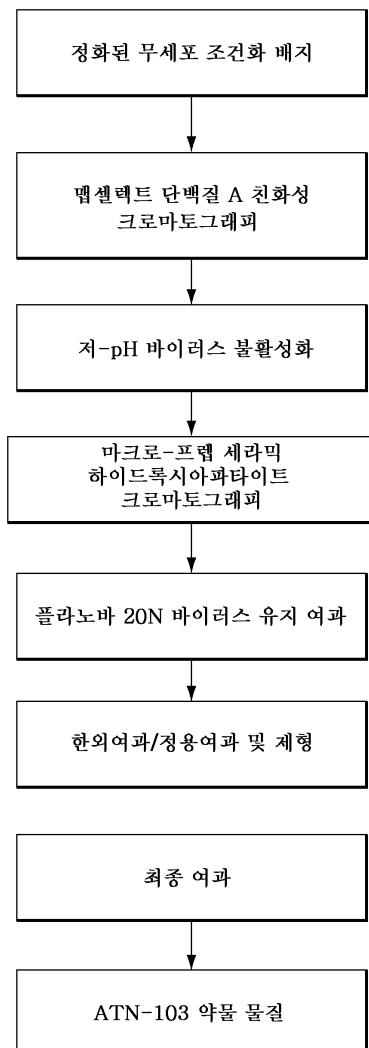 정화된 무세포 조건화 배지
맵셀렉트 단백질 A 친화성
크로마토그래피
저-pH 바이러스 불활성화
마크로-프렙 세라믹
하이드록시아파타이트
크로마토그래피
플라노바 20N 바이러스 유지 여과
한외여과/정용여과 및 제형
최종 여과
ATN-103 약물 물질